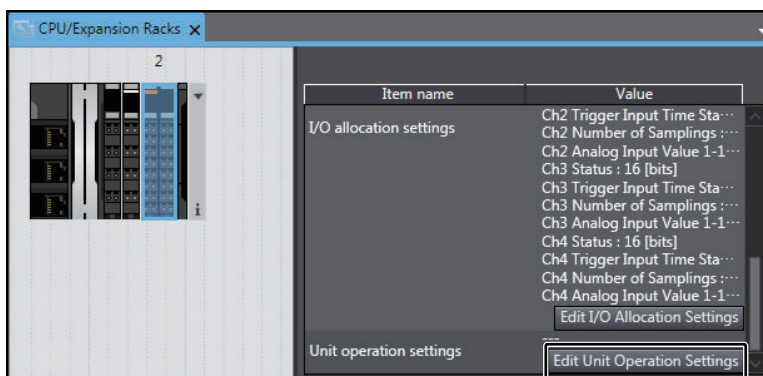 CPU/Expansion Racks
2
Item name Value
I/O allocation settings
Ch2 Trigger Input Time Sta···
Ch2 Number of Samplings :···
Ch2 Analog Input Value 1-1···
Ch3 Status : 16 [bits]
Ch3 Trigger Input Time Sta···
Ch3 Number of Samplings :···
Ch3 Analog Input Value 1-1···
Ch4 Status : 16 [bits]
Ch4 Trigger Input Time Sta···
Ch4 Number of Samplings :···
Ch4 Analog Input Value 1-1···
Edit I/O Allocation Settings
Unit operation settings ---
Edit Unit Operation Settings